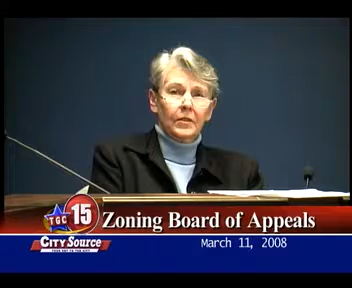 TGC
15
Zoning Board of Appeals
CITY SOURCE
March 11, 2008